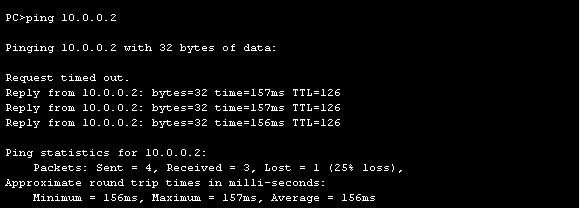 PC>ping 10.0.0.2
Pinging 10.0.0.2 with 32 bytes of data:
Request timed out.
Reply from 10.0.0.2: bytes=32 time=157ms TTL=126
Reply from 10.0.0.2: bytes=32 time=157ms TTL=126
Reply from 10.0.0.2: bytes=32 time=156ms TTL=126
Ping statistics for 10.0.0.2:
Packets: Sent = 4, Received = 3, Lost = 1 (25% loss),
Approximate round trip times in milli-seconds:
Minimum = 156ms, Maximum = 157ms, Average = 156ms